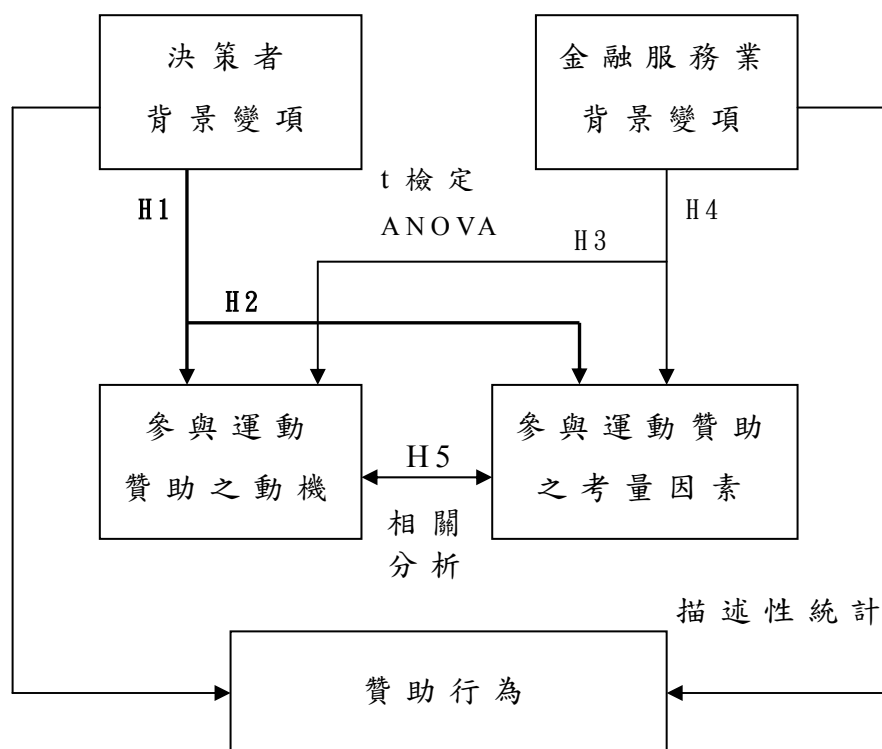 決策者
背景變項
金融服務業
背景變項
t 檢定
ANOVA
H1
H4
H3
H2
參與運動
贊助之動機
H5
相關
分析
參與運動贊助
之考量因素
描述性統計
贊助行為